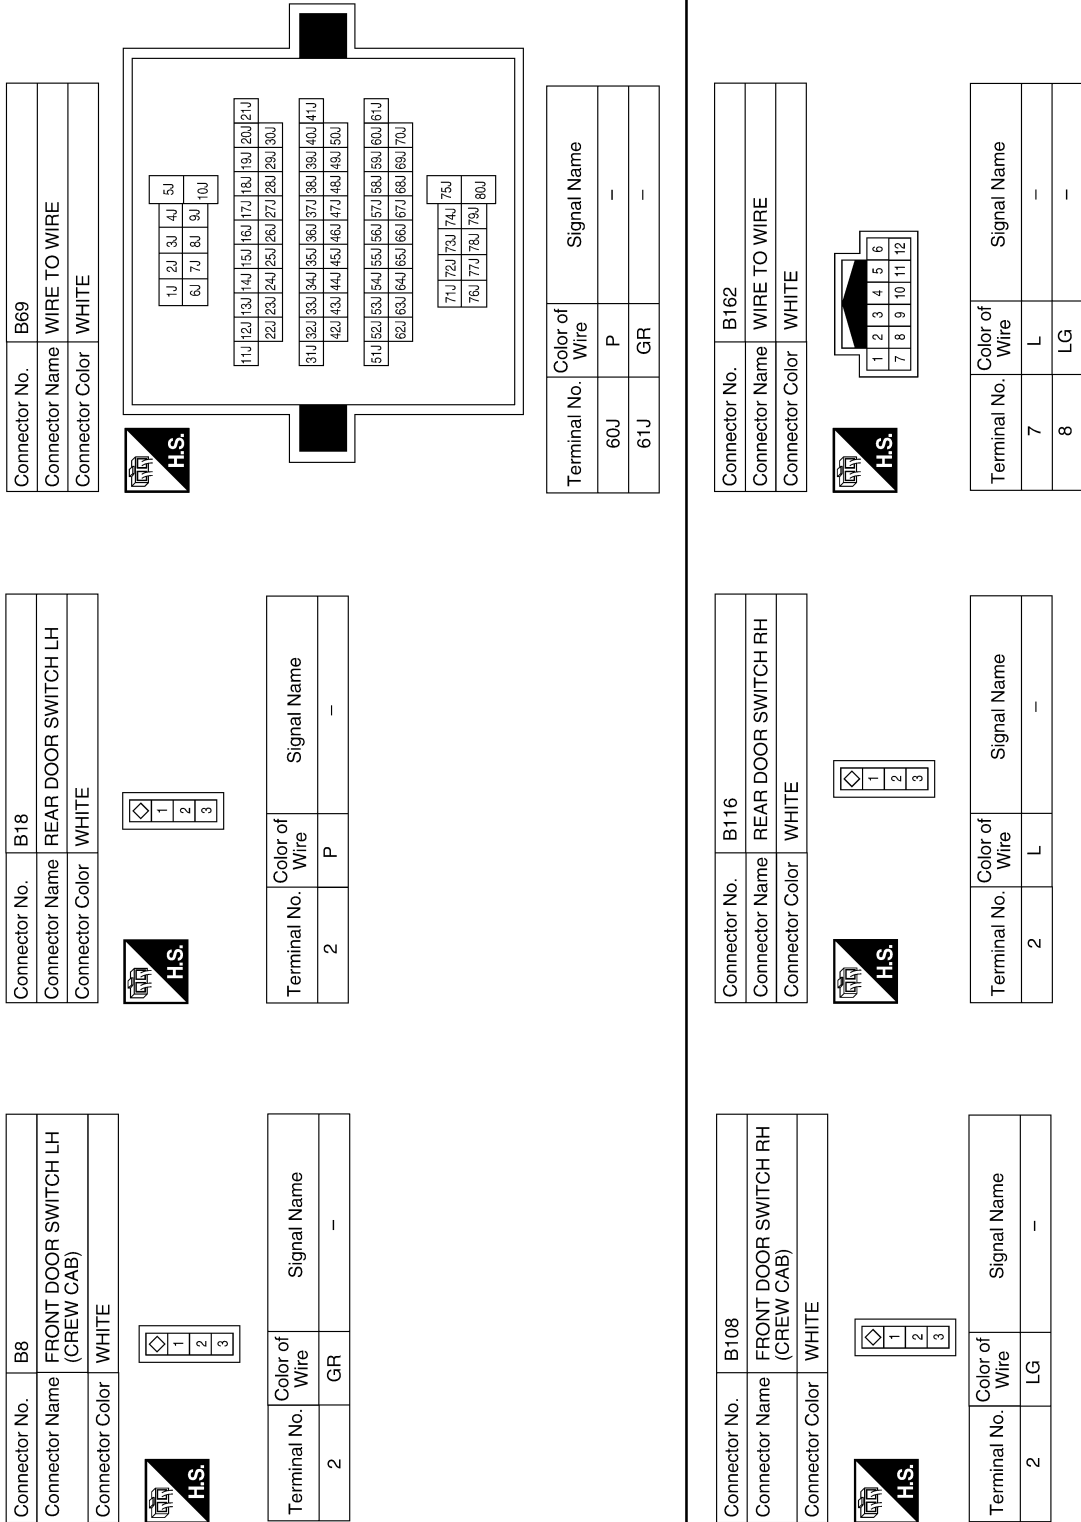 Connector No. B8
Connector Name FRONT DOOR SWITCH LH
(CREW CAB)
Connector Color WHITE
H.S.
1 2 3
Terminal No. Color of Wire Signal Name
2 GR –
Connector No. B18
Connector Name REAR DOOR SWITCH LH
Connector Color WHITE
H.S.
1 2 3
Terminal No. Color of Wire Signal Name
2 P –
Connector No. B69
Connector Name WIRE TO WIRE
Connector Color WHITE
H.S.
1J 2J 3J 4J 5J
6J 7J 8J 9J 10J
11J 12J 13J 14J 15J 16J 17J 18J 19J 20J 21J
22J 23J 24J 25J 26J 27J 28J 29J 30J
31J 32J 33J 34J 35J 36J 37J 38J 39J 40J 41J
42J 43J 44J 45J 46J 47J 48J 49J 50J
51J 52J 53J 54J 55J 56J 57J 58J 59J 60J 61J
62J 63J 64J 65J 66J 67J 68J 69J 70J
71J 72J 73J 74J 75J
76J 77J 78J 79J 80J
Terminal No. Color of Wire Signal Name
60J P –
61J GR –
Connector No. B108
Connector Name FRONT DOOR SWITCH RH
(CREW CAB)
Connector Color WHITE
H.S.
1 2 3
Terminal No. Color of Wire Signal Name
2 LG –
Connector No. B116
Connector Name REAR DOOR SWITCH RH
Connector Color WHITE
H.S.
1 2 3
Terminal No. Color of Wire Signal Name
2 L –
Connector No. B162
Connector Name WIRE TO WIRE
Connector Color WHITE
H.S.
1 2 3 4 5 6
7 8 9 10 11 12
Terminal No. Color of Wire Signal Name
7 L –
8 LG –